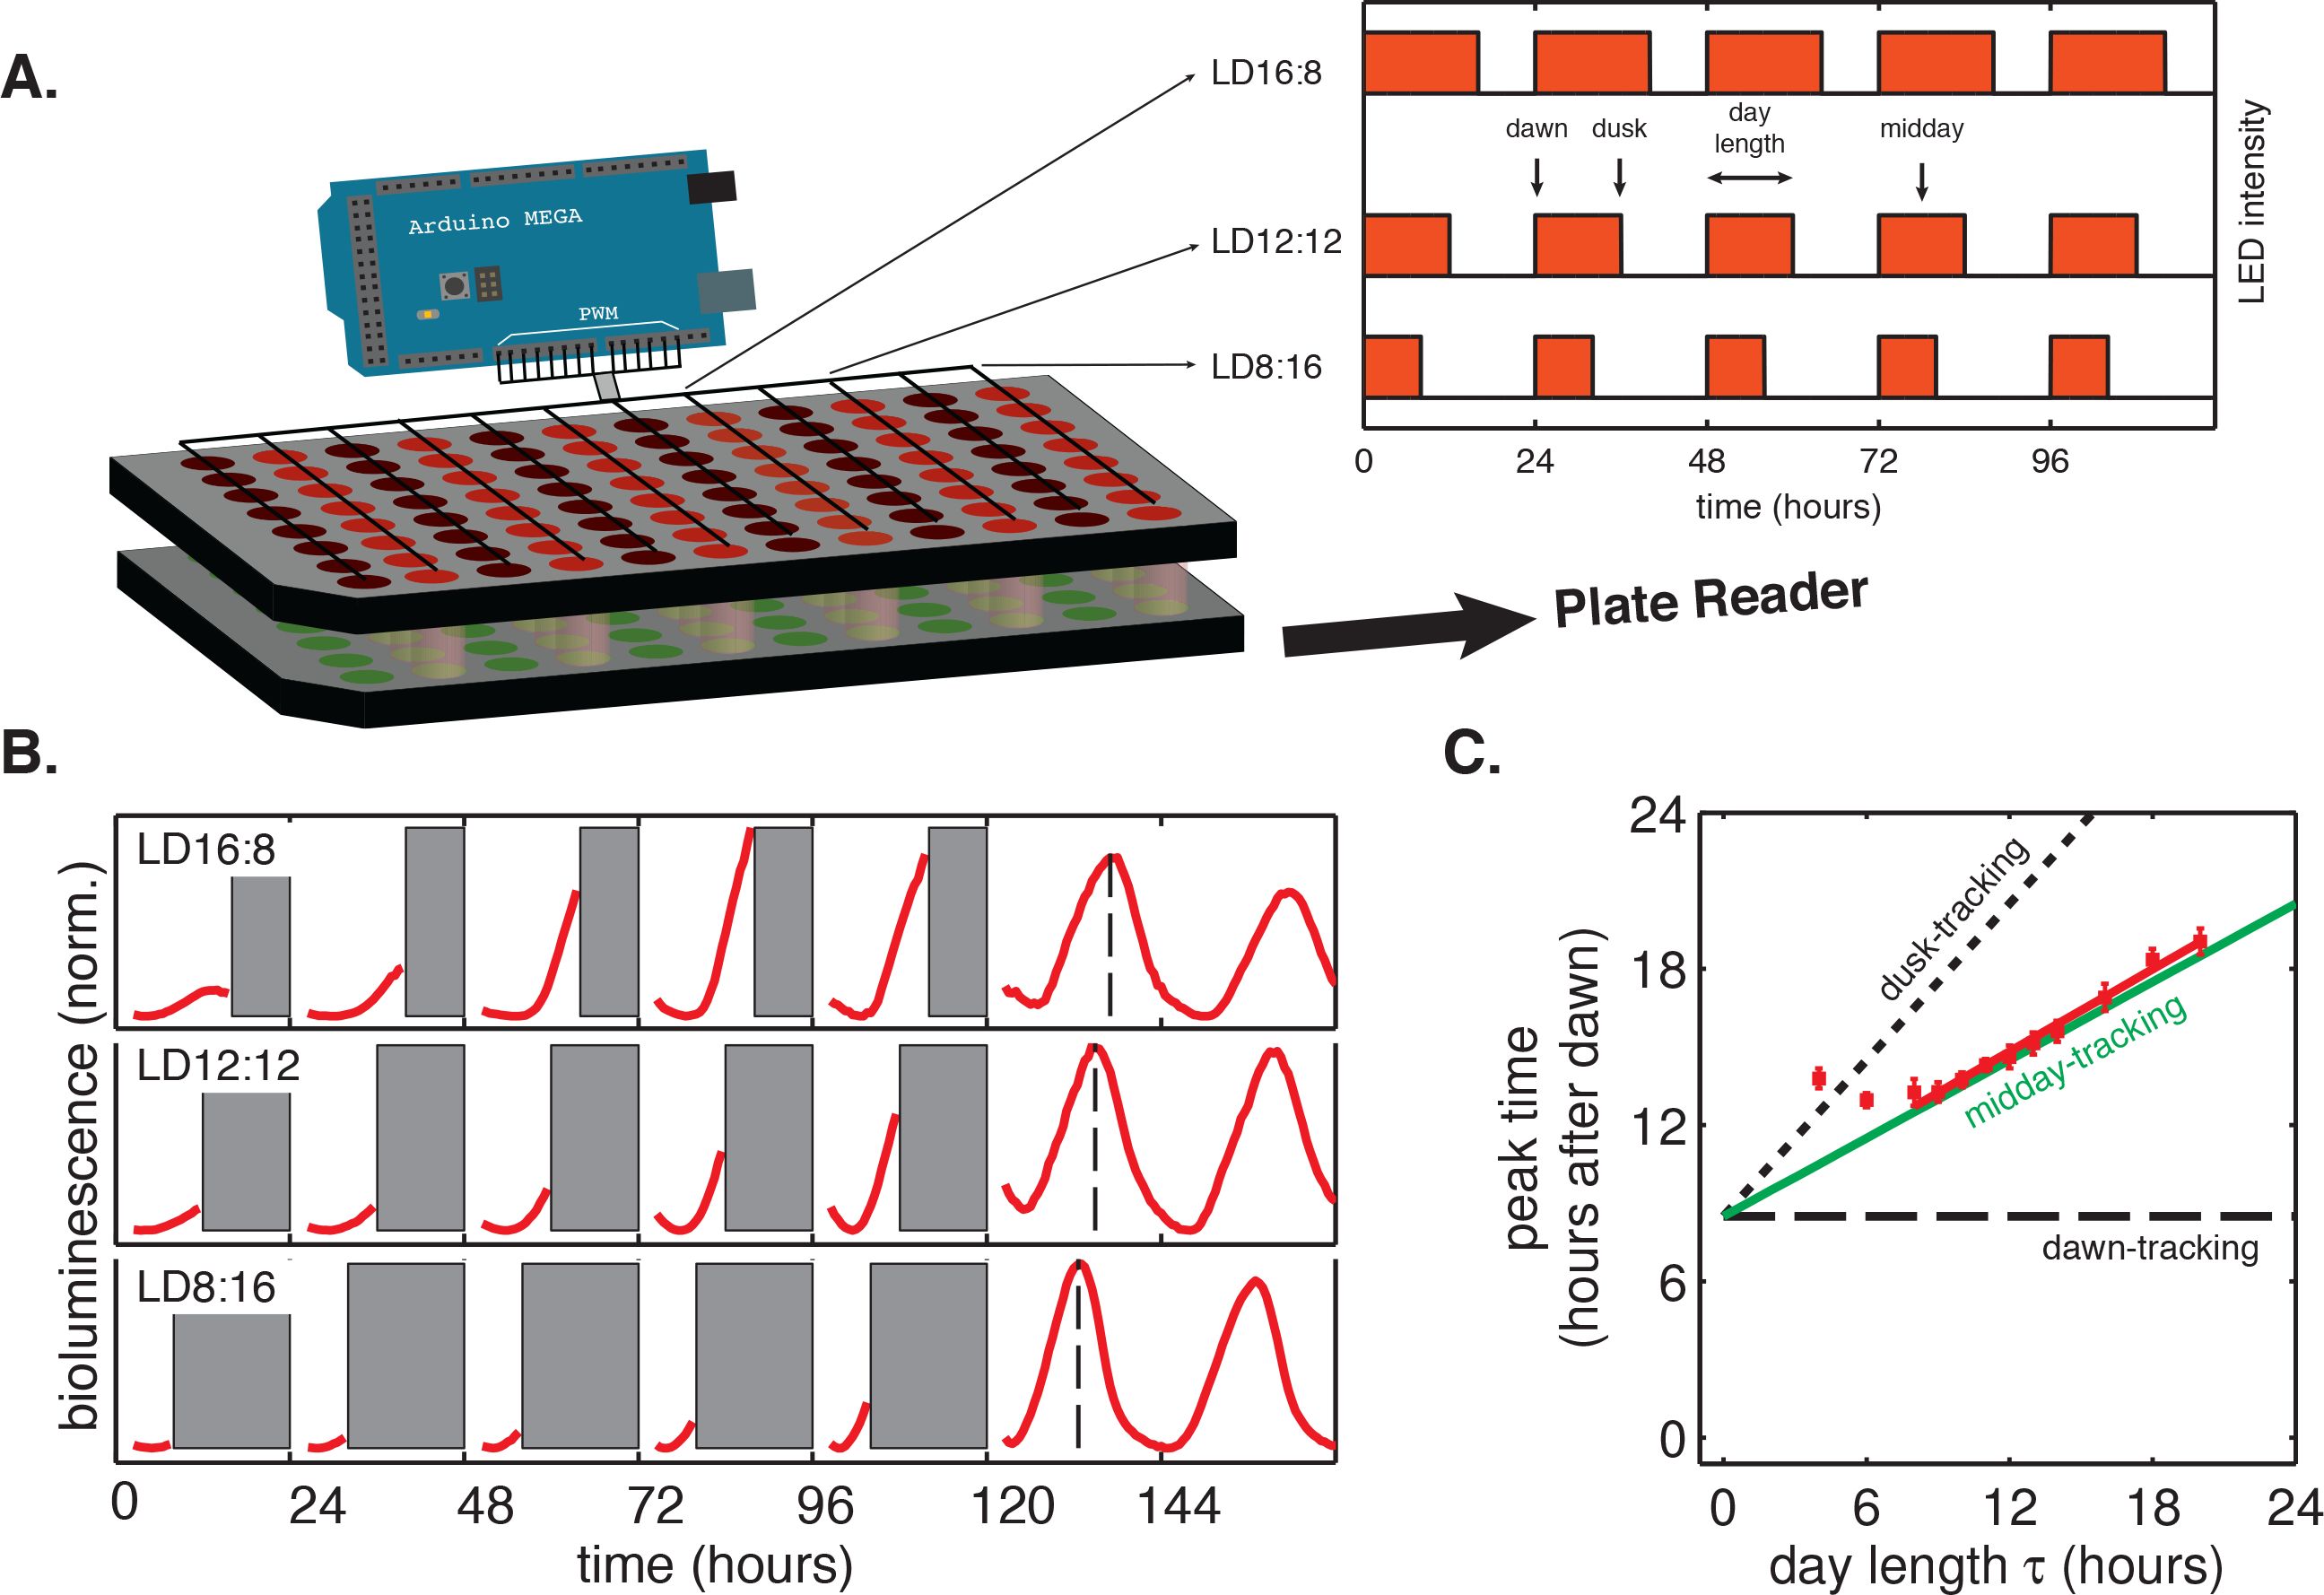 A.
Arduino MEGA
PWM
LD16:8
LD12:12
LD8:16
dawn
dusk
day
length
midday
LED intensity
0 24 48 72 96
time (hours)
Plate Reader
B.
LD16:8
LD12:12
LD8:16
bioluminescence (norm.)
0 24 48 72 96 120 144
time (hours)
C.
24
18
12
6
0
peak time
(hours after dawn)
dusk-tracking
midday-tracking
dawn-tracking
0 6 12 18 24
day length τ (hours)